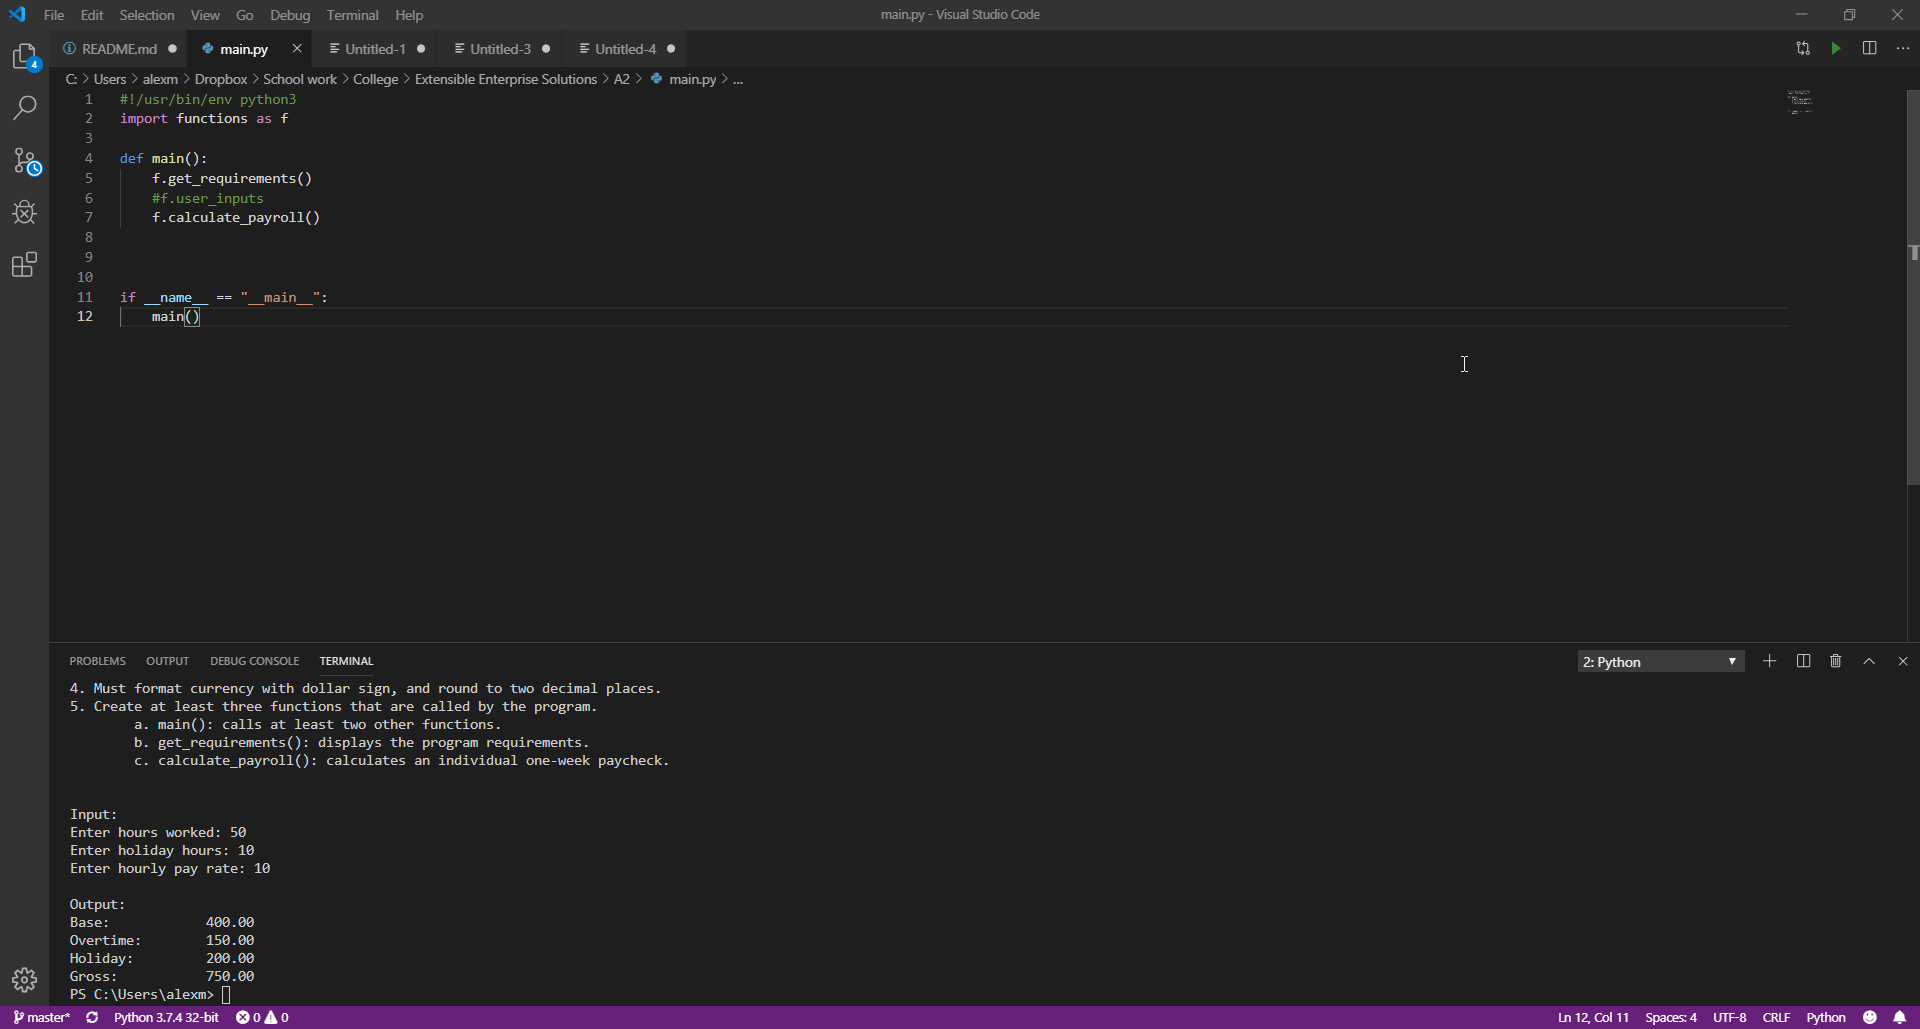 File Edit Selection View Go Debug Terminal Help main.py - Visual Studio Code
README.md main.py Untitled-1 Untitled-3 Untitled-4
C: > Users > alexm > Dropbox > School work > College > Extensible Enterprise Solutions > A2 > main.py > ...
4
1 #!/usr/bin/env python3
2 import functions as f
3
4 def main():
5     f.get_requirements()
6     #f.user_inputs
7     f.calculate_payroll()
8
9
10
11 if __name__ == "__main__":
12     main()
PROBLEMS OUTPUT DEBUG CONSOLE TERMINAL 2: Python
4. Must format currency with dollar sign, and round to two decimal places.
5. Create at least three functions that are called by the program.
        a. main(): calls at least two other functions.
        b. get_requirements(): displays the program requirements.
        c. calculate_payroll(): calculates an individual one-week paycheck.
Input:
Enter hours worked: 50
Enter holiday hours: 10
Enter hourly pay rate: 10
Output:
Base:            400.00
Overtime:        150.00
Holiday:         200.00
Gross:           750.00
PS C:\Users\alexm>
master* Python 3.7.4 32-bit 0 0 Ln 12, Col 11 Spaces: 4 UTF-8 CRLF Python